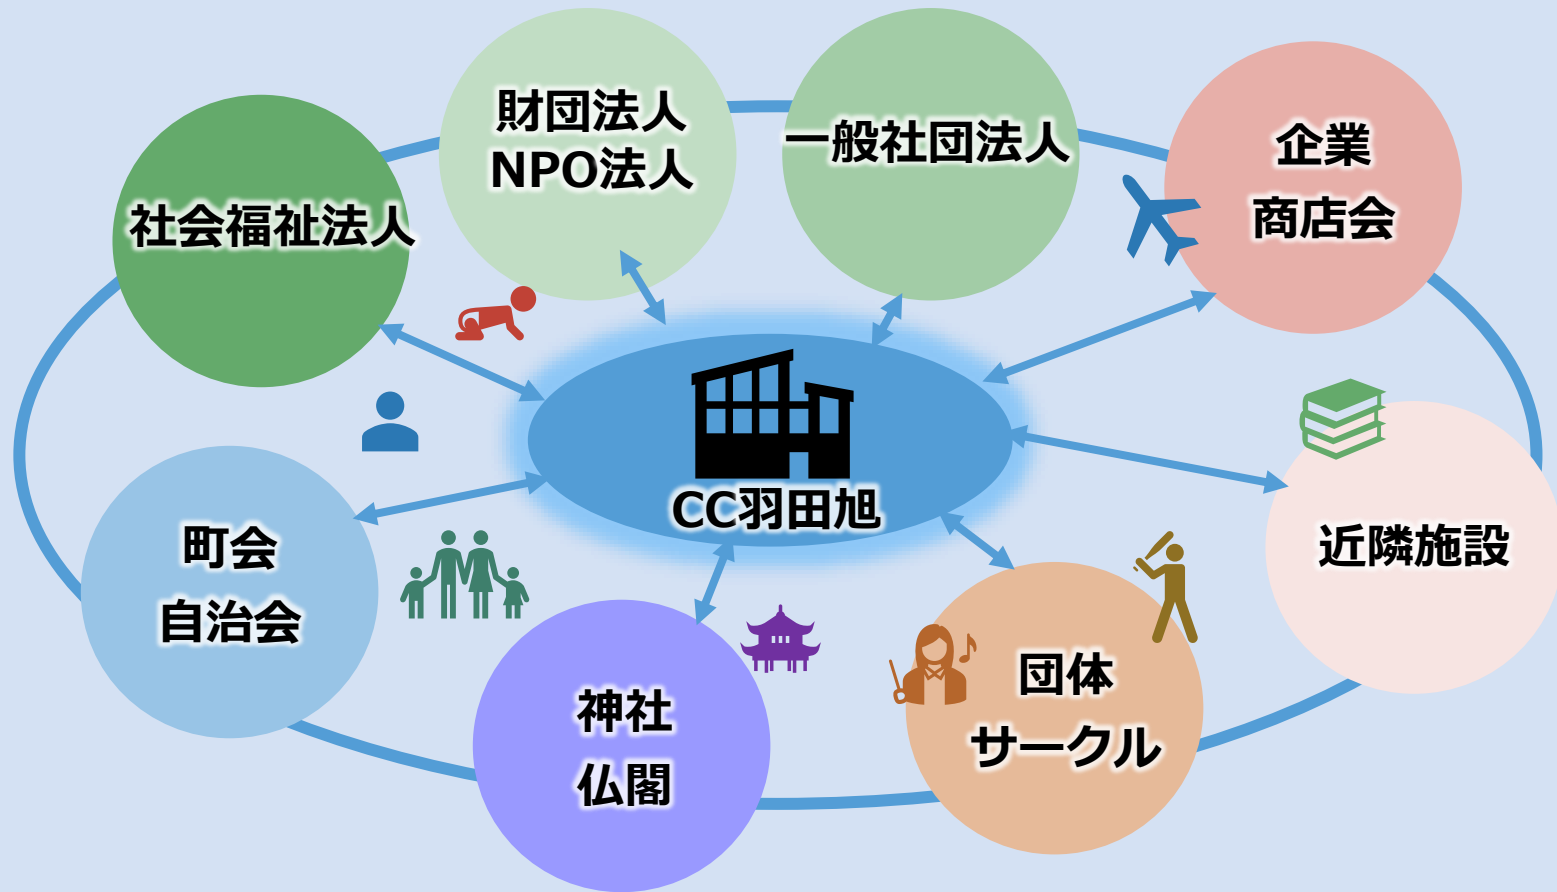 財団法人
NPO法人
一般社団法人
企業
商店会
社会福祉法人
CC羽田旭
近隣施設
町会
自治会
団体
サークル
神社
仏閣